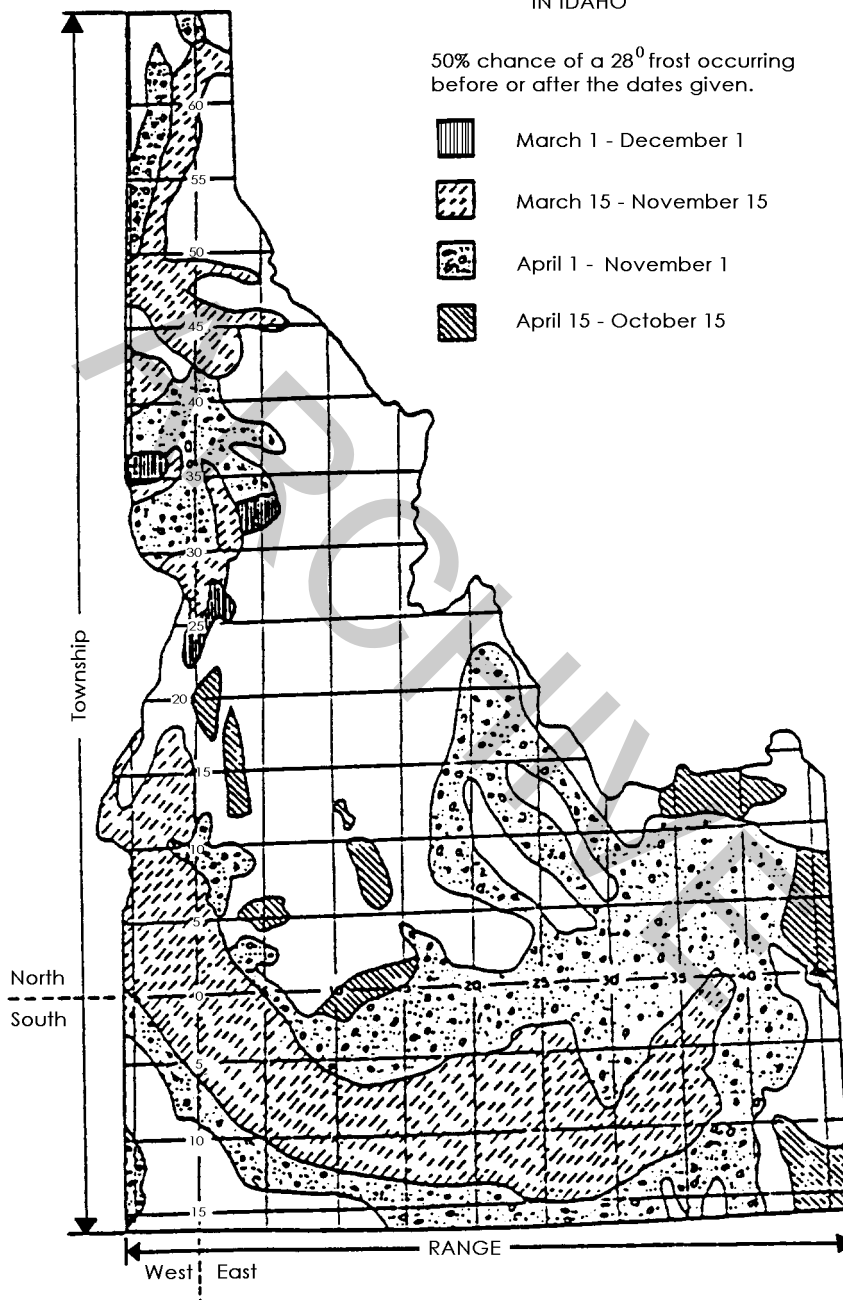 IN IDAHO
50% chance of a 28⁰ frost occurring
before or after the dates given.
March 1 - December 1
March 15 - November 15
April 1 - November 1
April 15 - October 15
60
55
50
45
40
35
30
25
20
15
10
5
0
5
10
15
10
20
25
30
35
40
Township
North
South
RANGE
West
East
ARCHIVE